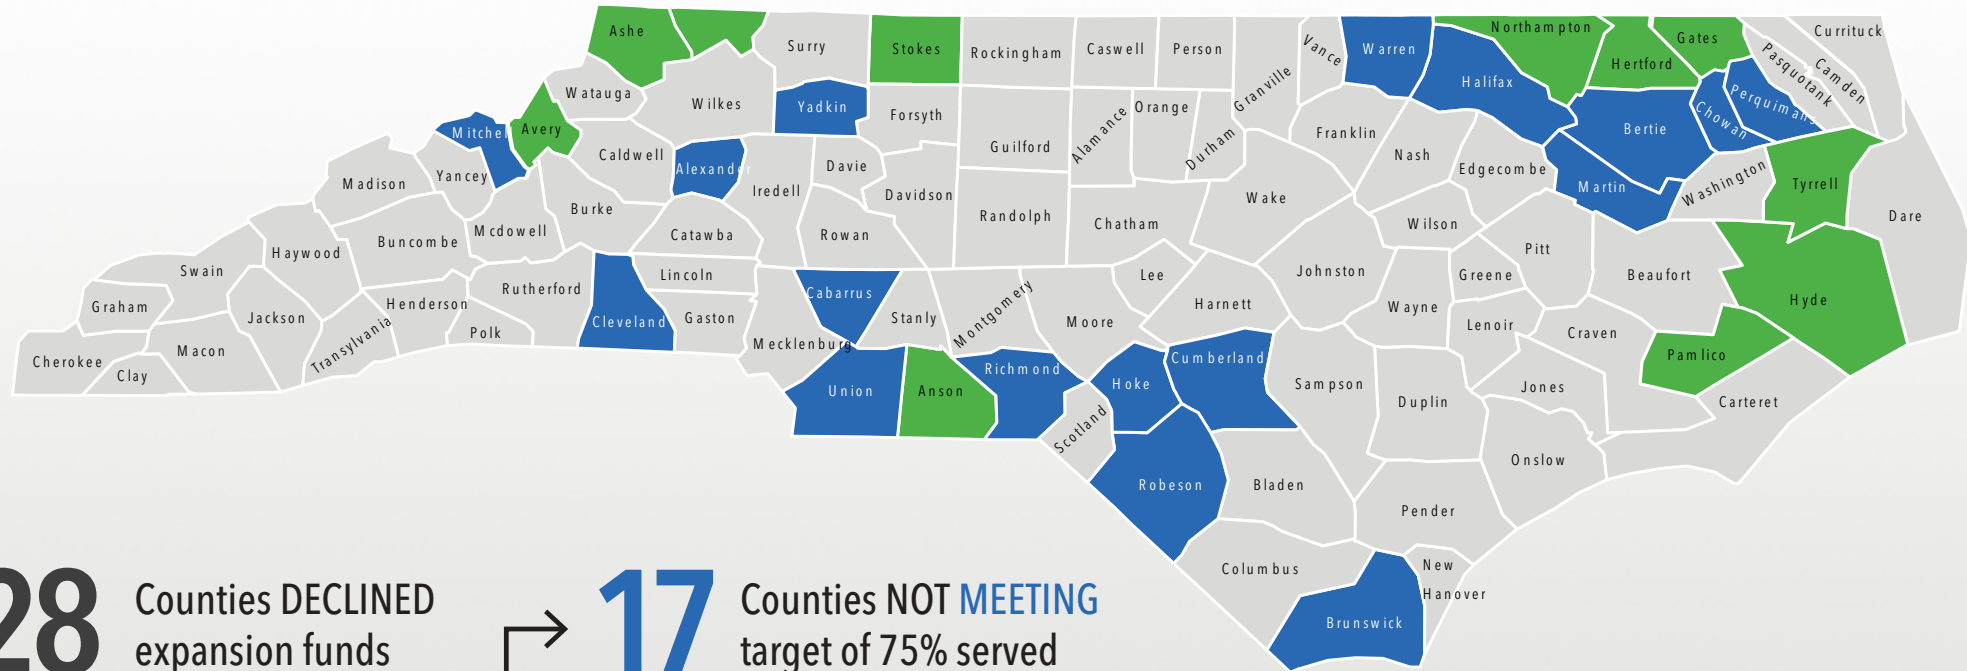 Ashe
Surry
Stokes
Rockingham
Caswell
Person
Vance
Warren
Northampton
Gates
Currituck
Halifax
Hertford
Pasquotank
Camden
Watauga
Wilkes
Yadkin
Forsyth
Orange
Granville
Perquimans
Chowan
Mitchel
Avery
Caldwell
Alexander
Iredell
Davie
Guilford
Alamance
Durham
Franklin
Nash
Edgecombe
Bertie
Martin
Washington
Tyrrell
Dare
Madison
Yancey
Burke
Davidson
Randolph
Chatham
Wake
Wilson
Pitt
Beaufort
Hyde
Haywood
Buncombe
Mcdowell
Catawba
Rowan
Swain
Rutherford
Lincoln
Cabarrus
Lee
Johnston
Greene
Graham
Jackson
Henderson
Cleveland
Gaston
Stanly
Montgomery
Moore
Harnett
Wayne
Lenoir
Craven
Cherokee
Clay
Macon
Transylvania
Polk
Mecklenburg
Union
Anson
Richmond
Hoke
Cumberland
Sampson
Duplin
Jones
Pamlico
Carteret
Scotland
Robeson
Bladen
Onslow
Pender
Columbus
New
Hanover
Brunswick
28
Counties DECLINED
expansion funds
17
Counties NOT MEETING
target of 75% served